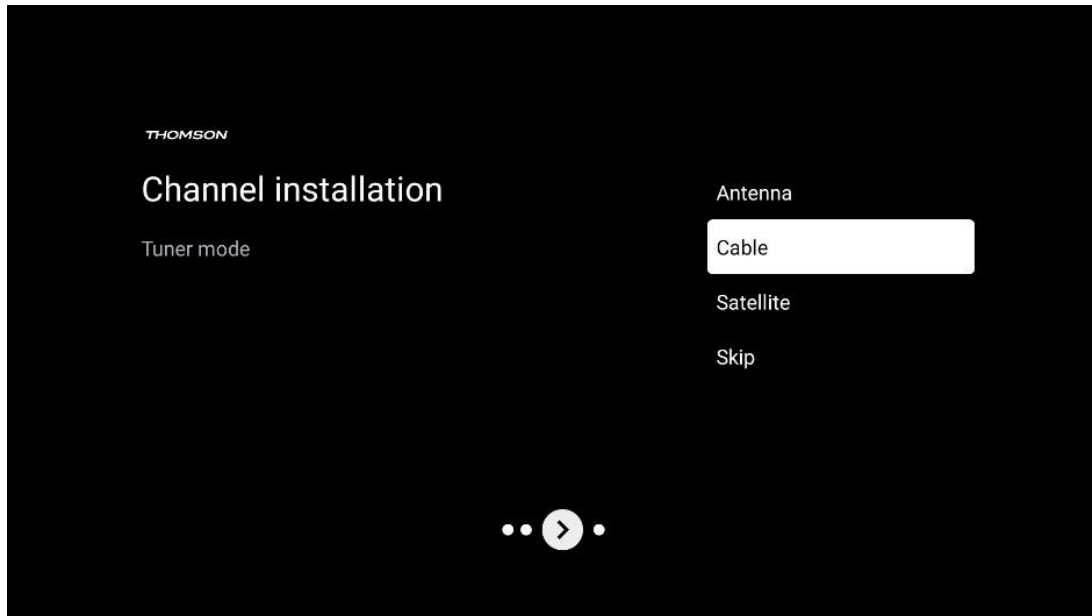 THOMSON
Channel installation
Tuner mode
Antenna
Cable
Satellite
Skip